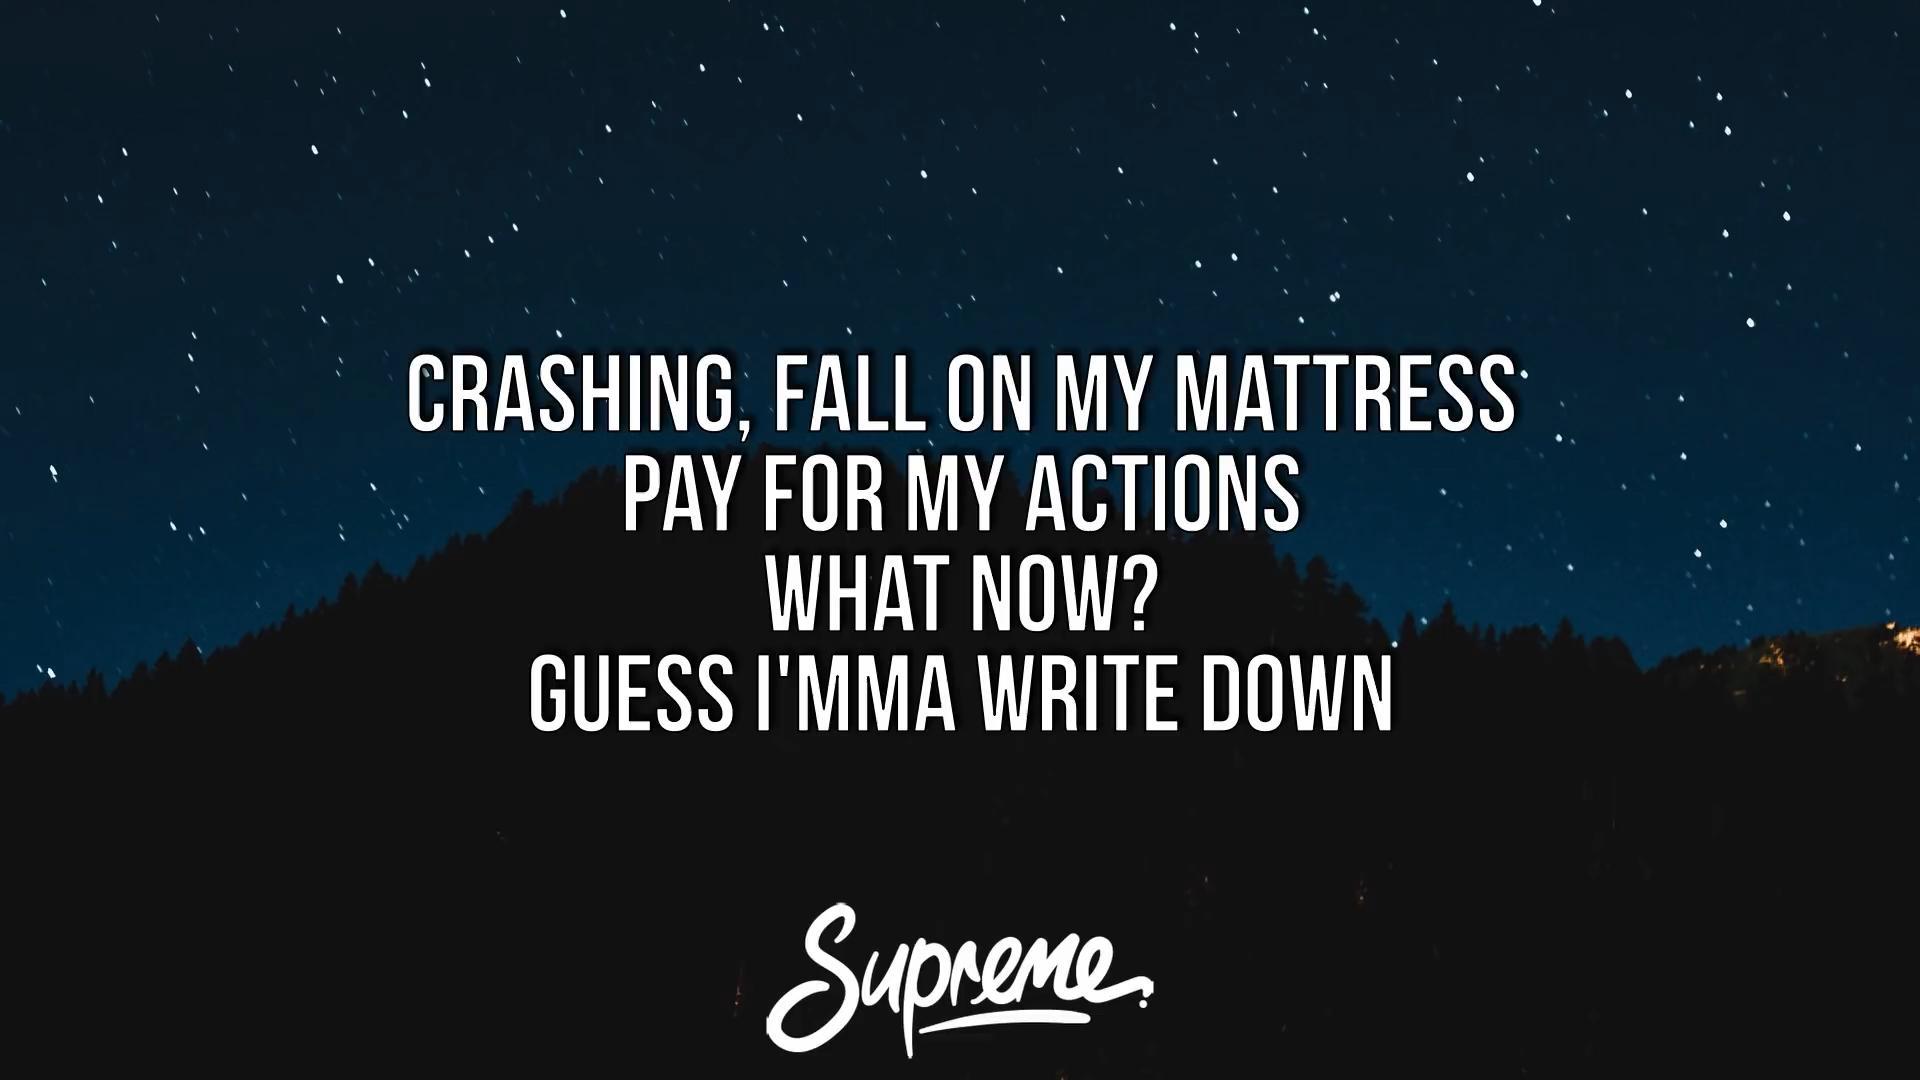 CRASHING, FALL ON MY MATTRESS
PAY FOR MY ACTIONS
WHAT NOW?
GUESS I'MMA WRITE DOWN
Supreme.